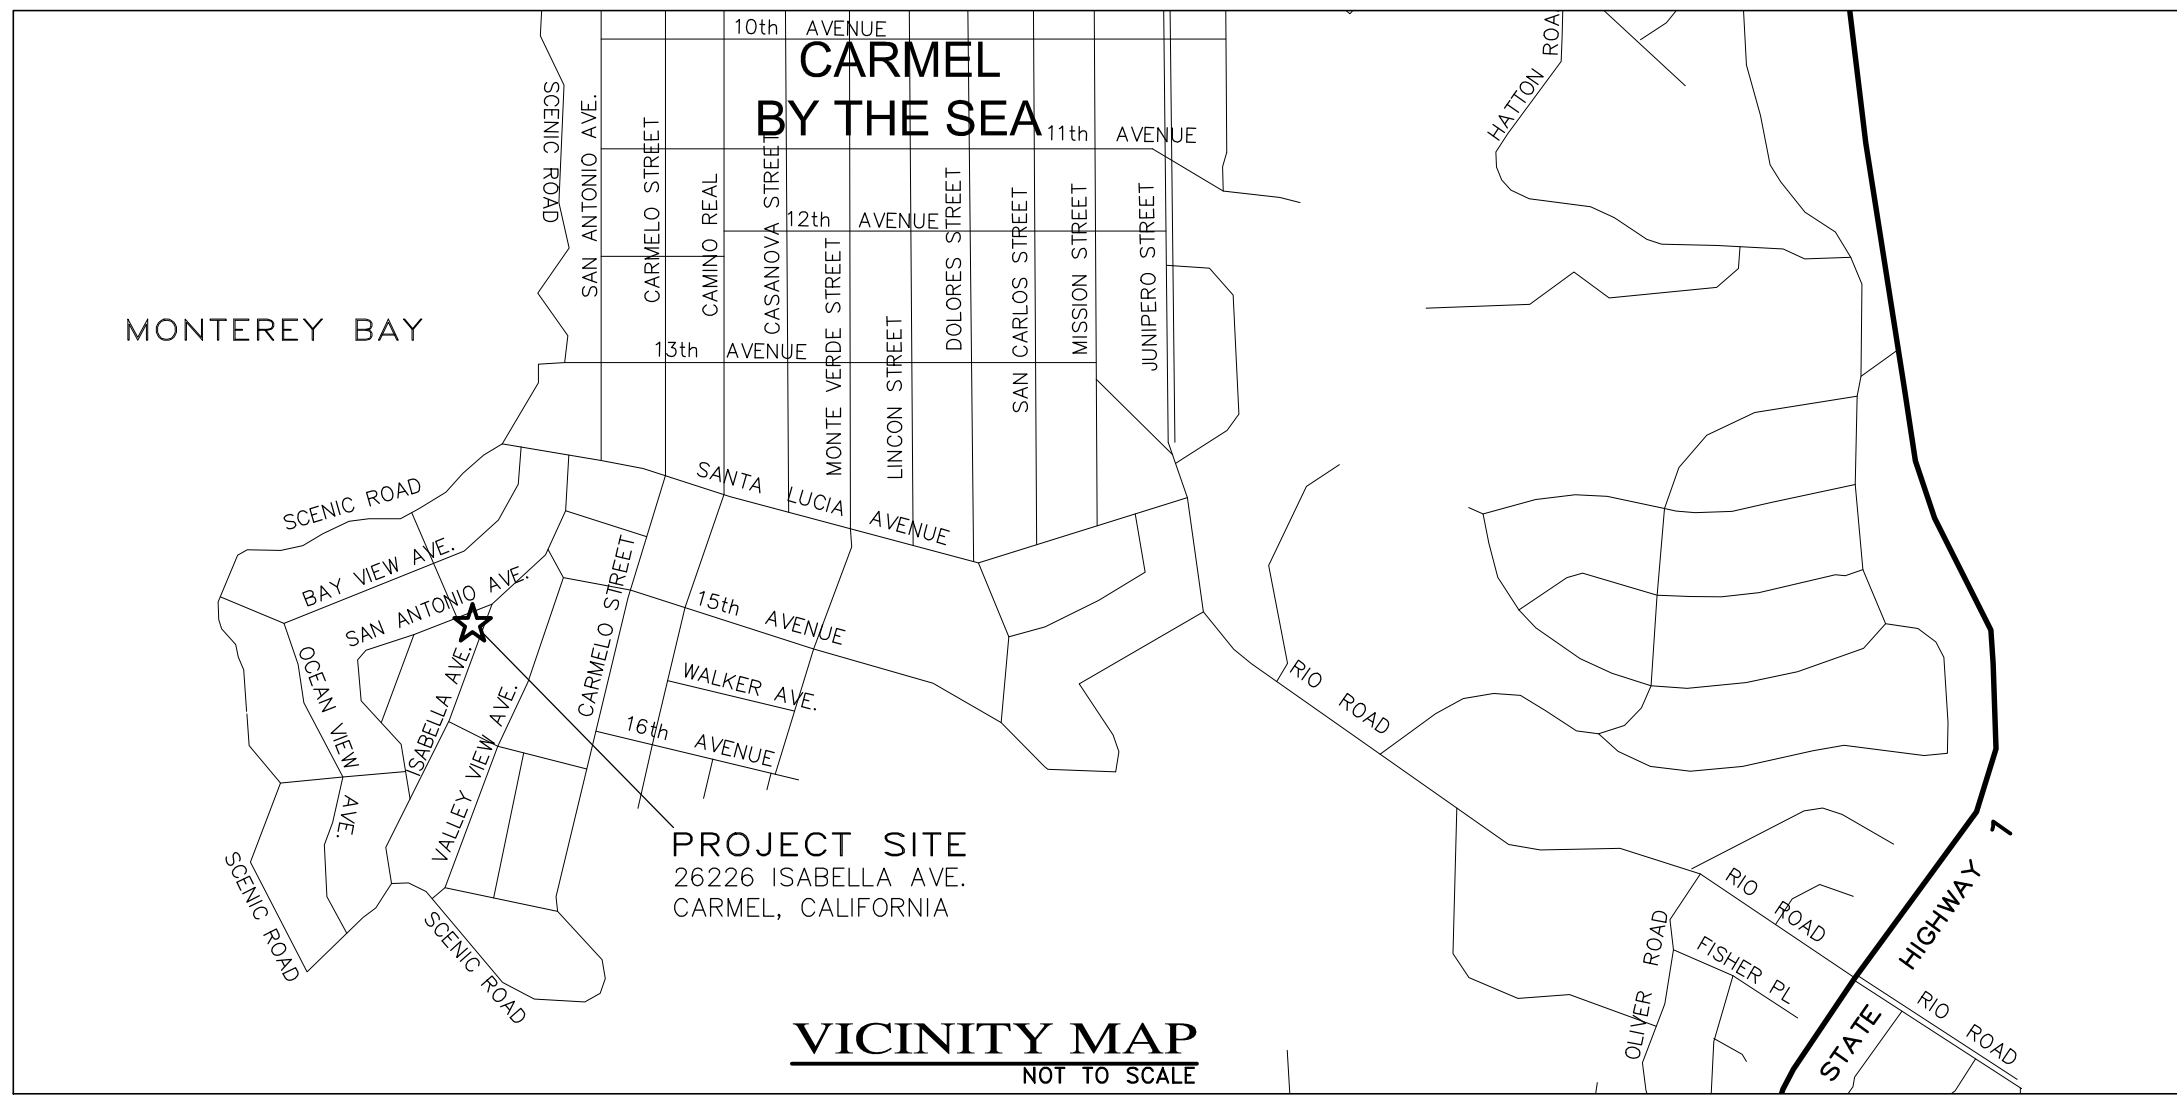 10th AVENUE
CARMEL
BY THE SEA
11th AVENUE
SCENIC ROAD
SAN ANTONIO AVE.
CARMELO STREET
CAMINO REAL
CASANOVA STREET
12th AVENUE
MONTE VERDE STREET
LINCON STREET
DOLORES STREET
SAN CARLOS STREET
MISSION STREET
JUNIPERO STREET
HATTON ROA
MONTEREY BAY
13th AVENUE
SANTA LUCIA AVENUE
SCENIC ROAD
BAY VIEW AVE.
SAN ANTONIO AVE.
OCEAN VIEW AVE.
ISABELLA AVE.
VALLEY VIEW AVE.
CARMELO STREET
15th AVENUE
WALKER AVE.
16th AVENUE
RIO ROAD
PROJECT SITE
26226 ISABELLA AVE.
CARMEL, CALIFORNIA
SCENIC ROAD
SCENIC ROAD
RIO ROAD
OLIVER ROAD
FISHER PL
STATE HIGHWAY 1
RIO ROAD
VICINITY MAP
NOT TO SCALE